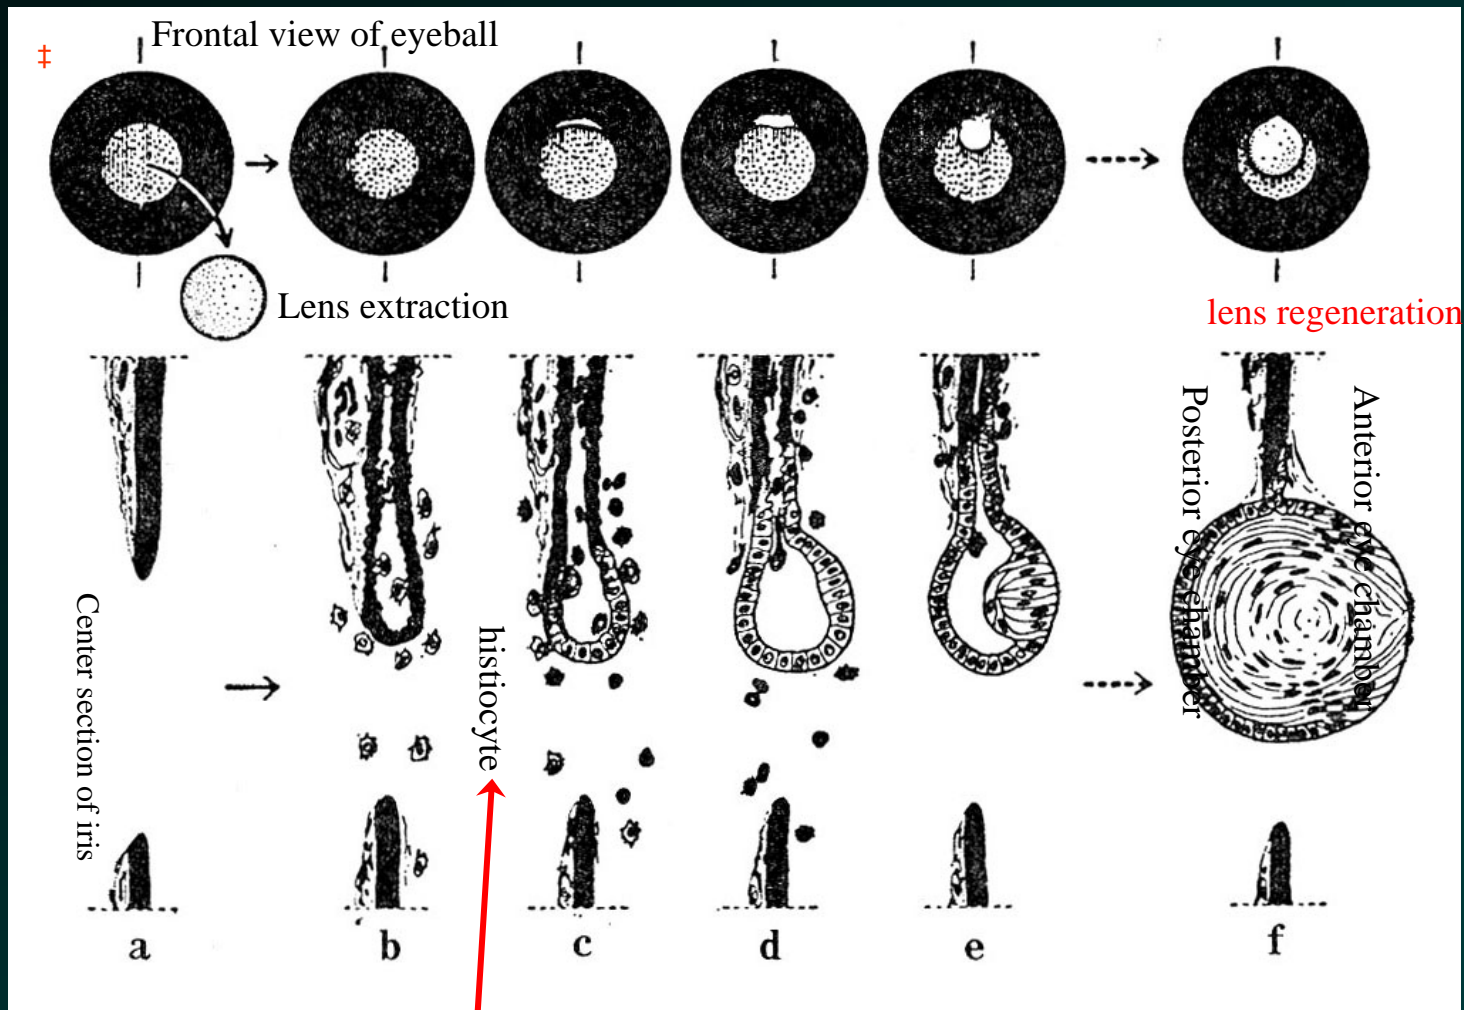 ‡
Frontal view of eyeball
Lens extraction
lens regeneration
Center section of iris
histiocyte
Posterior eye chamber
Anterior eye chamber
a
b
c
d
e
f